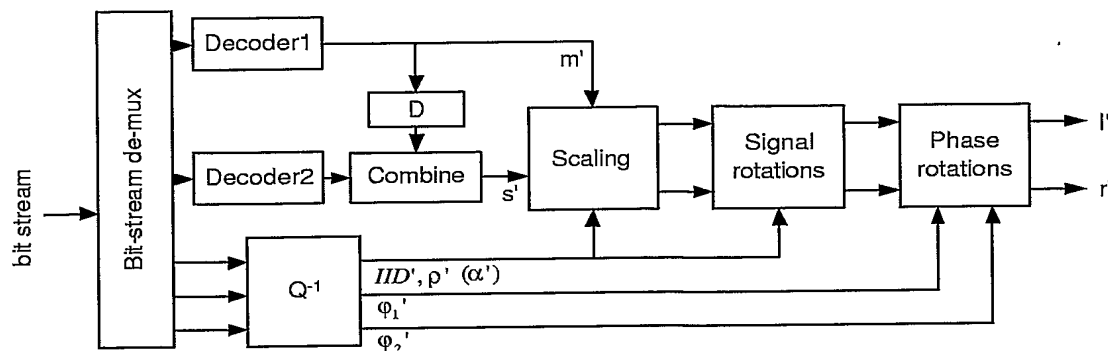 Decoder1
m'
D
l'
Scaling
Signal
rotations
Phase
rotations
Decoder2
Combine
s'
r'
bit stream
Bit-stream de-mux
Q-1
IID', ρ' (α')
φ1'
φ2'